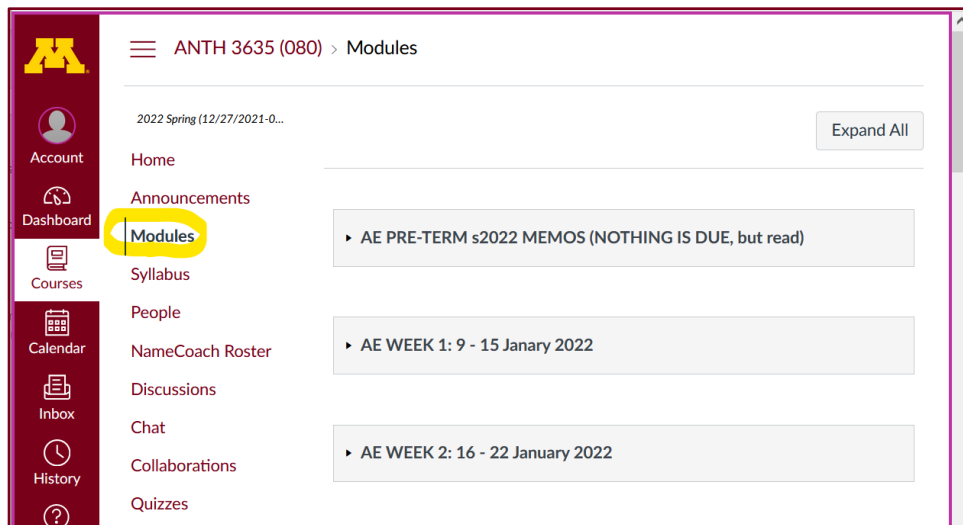 M
ANTH 3635 (080) > Modules
2022 Spring (12/27/2021-0...
Expand All
Account
Dashboard
Courses
Calendar
Inbox
History
Home
Announcements
Modules
Syllabus
People
NameCoach Roster
Discussions
Chat
Collaborations
Quizzes
AE PRE-TERM s2022 MEMOS (NOTHING IS DUE, but read)
AE WEEK 1: 9 - 15 Janary 2022
AE WEEK 2: 16 - 22 January 2022